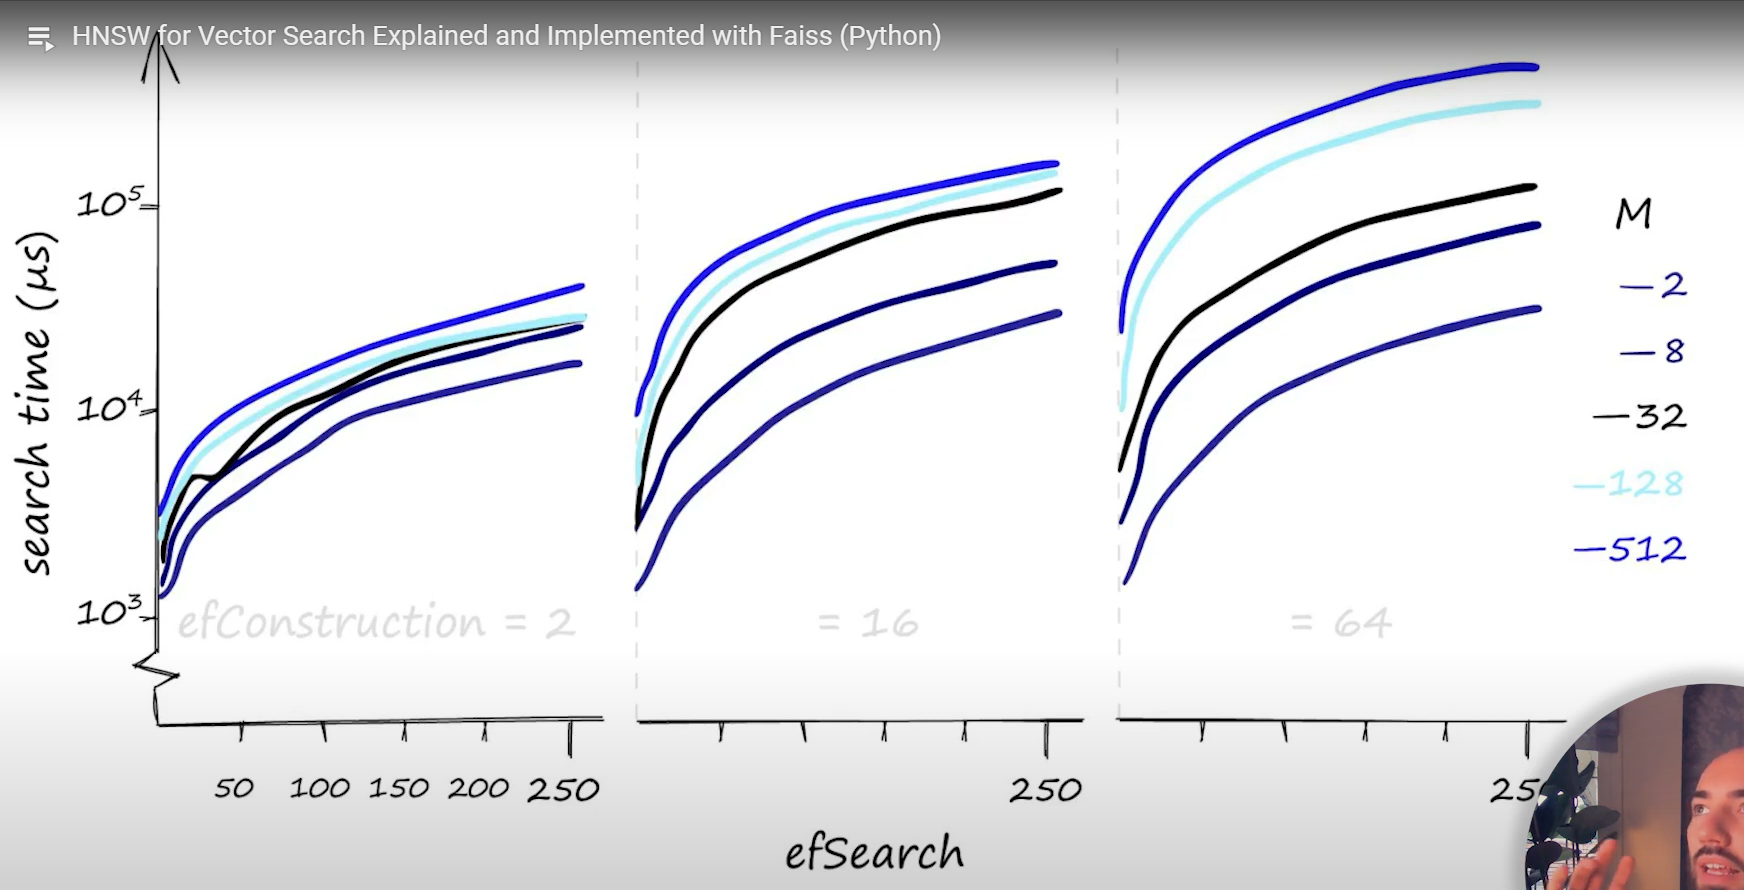 HNSW for Vector Search Explained and Implemented with Faiss (Python)
search time (µs)
10⁵
10⁴
10³
efConstruction = 2
= 16
= 64
50 100 150 200 250
250
25
efSearch
M
—2
—8
—32
—128
—512